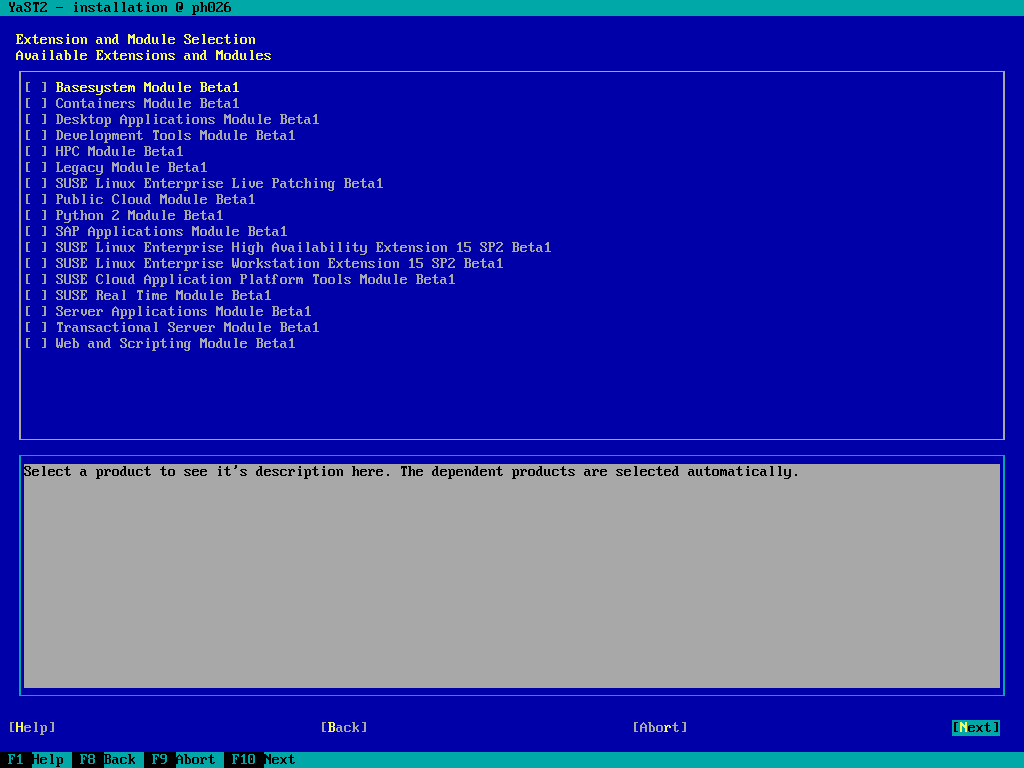 YaST2 - installation @ ph026
Extension and Module Selection
Available Extensions and Modules
[ ] Basesystem Module Beta1
[ ] Containers Module Beta1
[ ] Desktop Applications Module Beta1
[ ] Development Tools Module Beta1
[ ] HPC Module Beta1
[ ] Legacy Module Beta1
[ ] SUSE Linux Enterprise Live Patching Beta1
[ ] Public Cloud Module Beta1
[ ] Python 2 Module Beta1
[ ] SAP Applications Module Beta1
[ ] SUSE Linux Enterprise High Availability Extension 15 SP2 Beta1
[ ] SUSE Linux Enterprise Workstation Extension 15 SP2 Beta1
[ ] SUSE Cloud Application Platform Tools Module Beta1
[ ] SUSE Real Time Module Beta1
[ ] Server Applications Module Beta1
[ ] Transactional Server Module Beta1
[ ] Web and Scripting Module Beta1
Select a product to see it's description here. The dependent products are selected automatically.
[Help] [Back] [Abort] [Next]
F1 Help F8 Back F9 Abort F10 Next